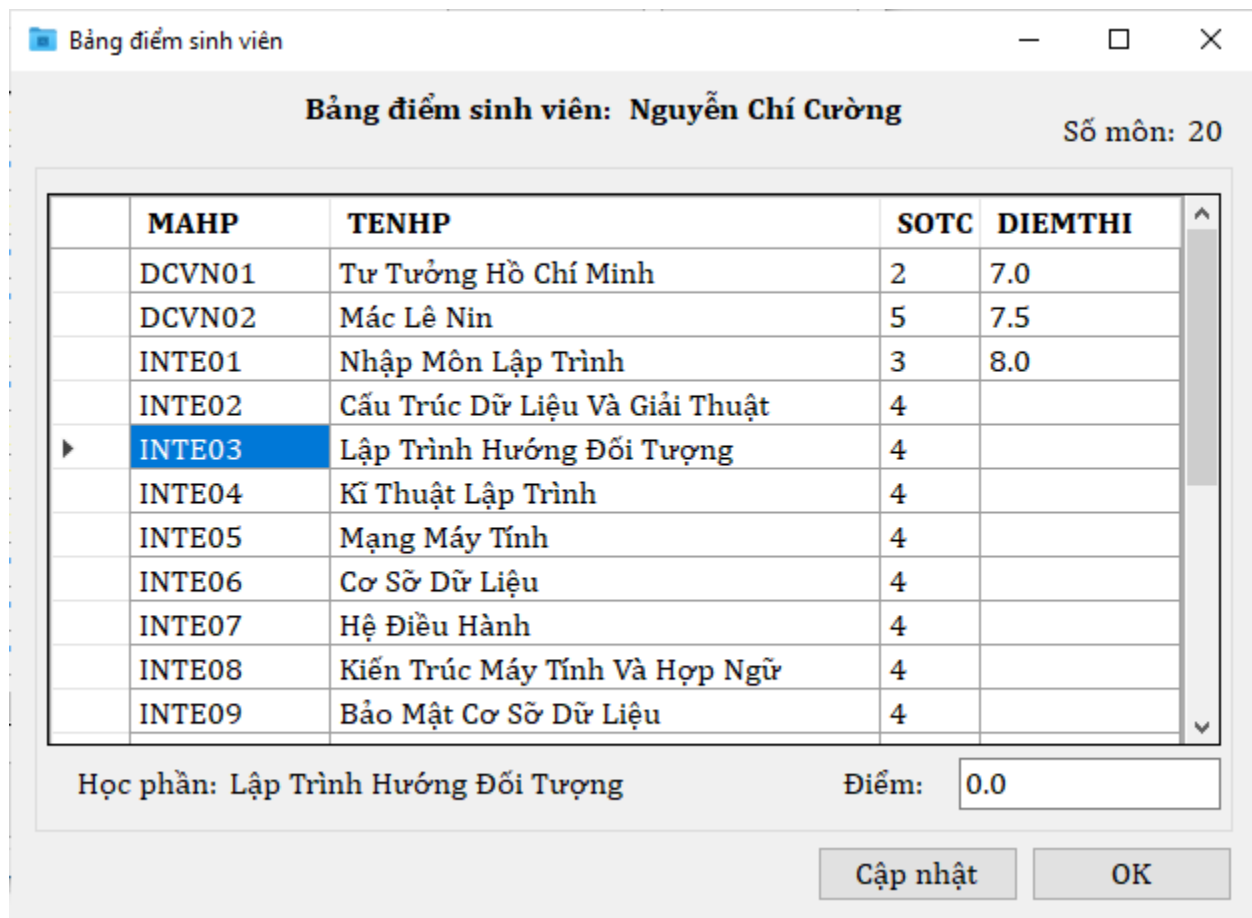 Bảng điểm sinh viên
Bảng điểm sinh viên: Nguyễn Chí Cường
Số môn: 20
MAHP TENHP SOTC DIEMTHI
DCVN01 Tư Tưởng Hồ Chí Minh 2 7.0
DCVN02 Mác Lê Nin 5 7.5
INTE01 Nhập Môn Lập Trình 3 8.0
INTE02 Cấu Trúc Dữ Liệu Và Giải Thuật 4
INTE03 Lập Trình Hướng Đối Tượng 4
INTE04 Kĩ Thuật Lập Trình 4
INTE05 Mạng Máy Tính 4
INTE06 Cơ Sỡ Dữ Liệu 4
INTE07 Hệ Điều Hành 4
INTE08 Kiến Trúc Máy Tính Và Hợp Ngữ 4
INTE09 Bảo Mật Cơ Sỡ Dữ Liệu 4
Học phần: Lập Trình Hướng Đối Tượng Điểm: 0.0
Cập nhật OK